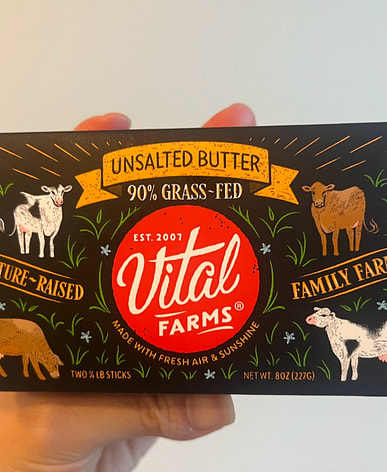 UNSALTED BUTTER
90% GRASS-FED
EST. 2007
Vital
FARMS®
MADE WITH FRESH AIR & SUNSHINE
TURE-RAISED
FAMILY FAR
TWO ¼ LB STICKS
NET WT. 8OZ (227G)